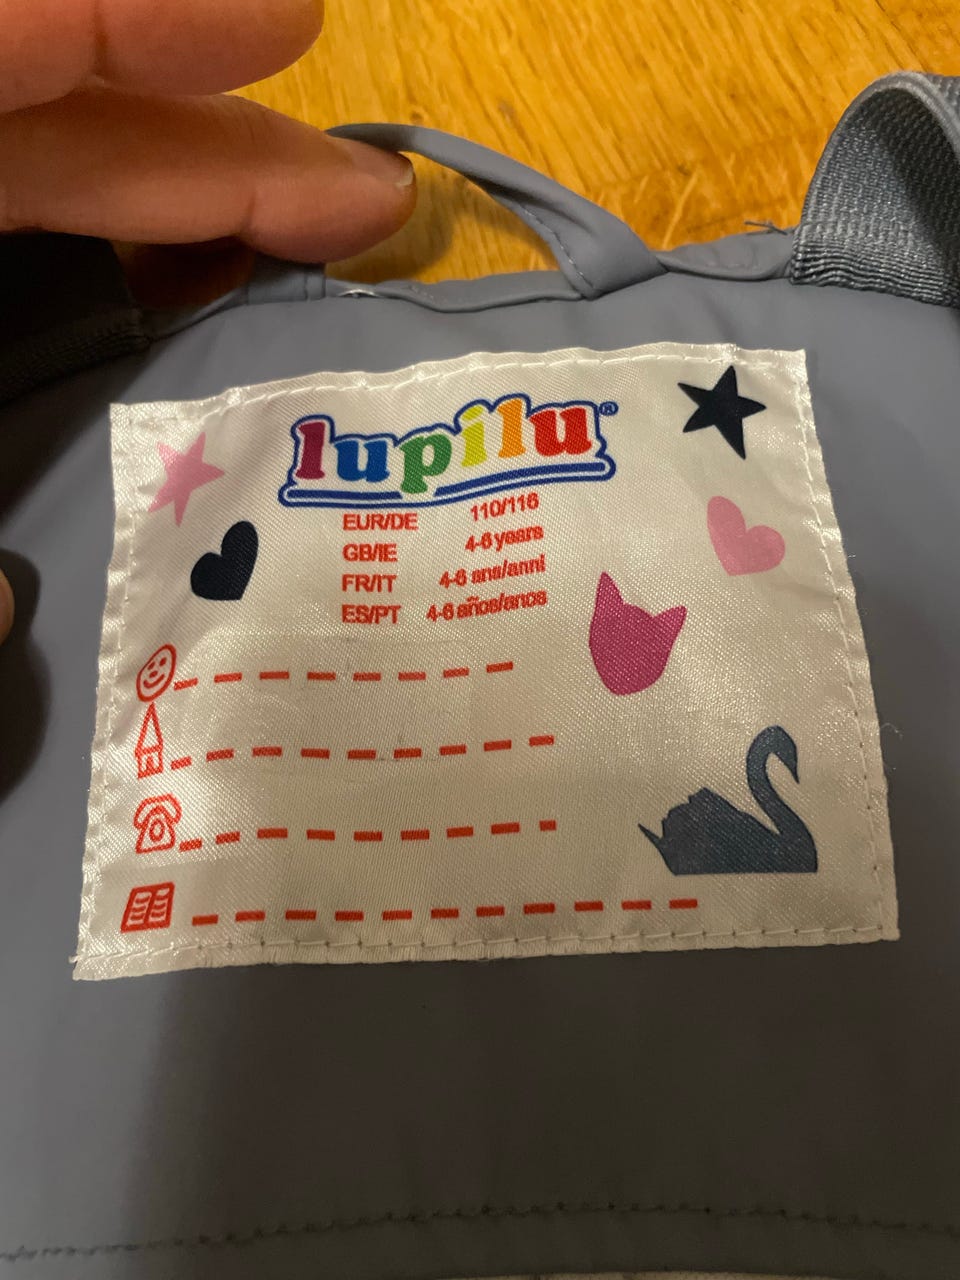 lupilu®
EUR/DE 110/116
GB/IE 4-6 years
FR/IT 4-6 ans/anni
ES/PT 4-6 años/anos